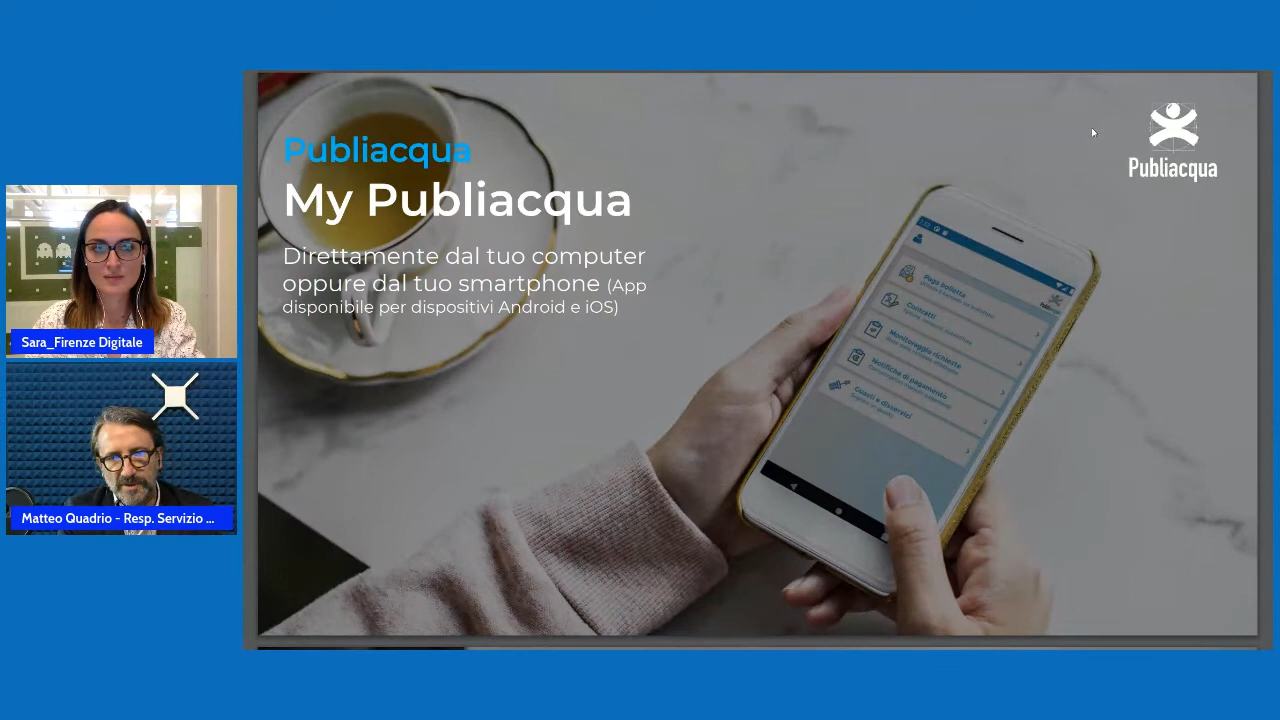 Publiacqua
My Publiacqua
Direttamente dal tuo computer
oppure dal tuo smartphone (App
disponibile per dispositivi Android e iOS)
Publiacqua
Paga bolletta
Contratti
Monitoraggio richieste
Notifiche di pagamento
Guasti e disservizi
Sara_Firenze Digitale
Matteo Quadrio - Resp. Servizio ...